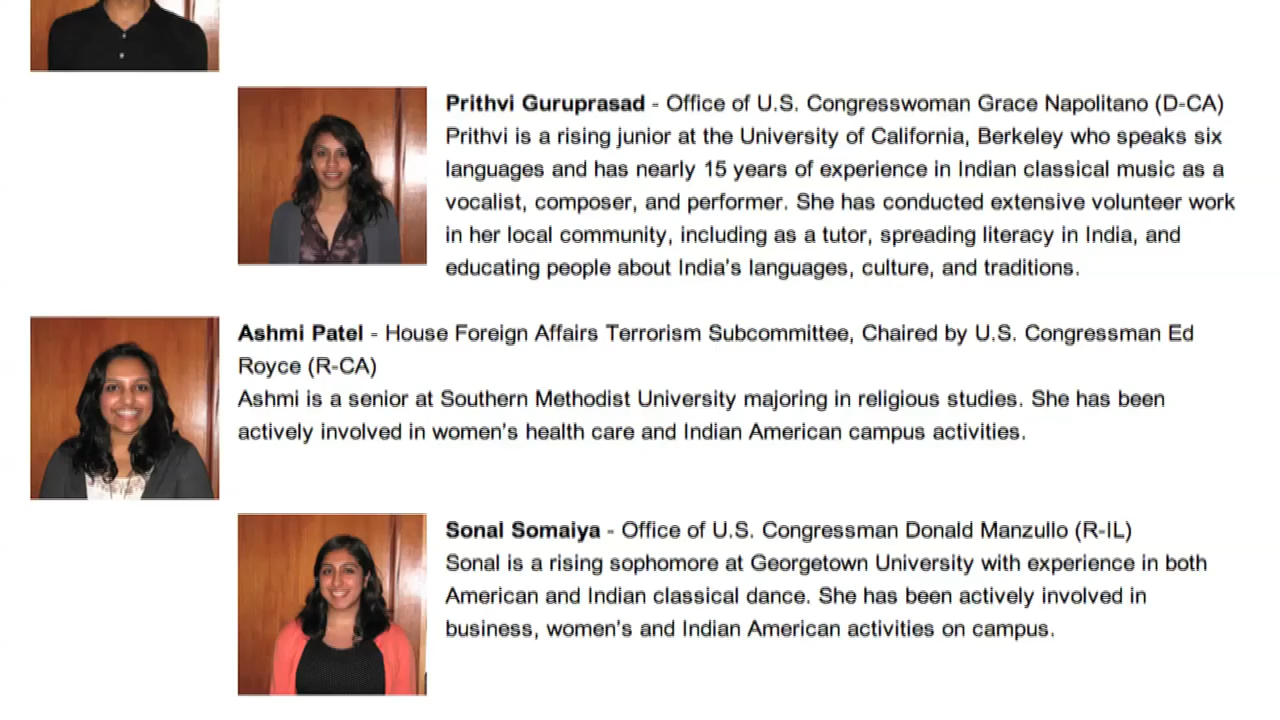 Prithvi Guruprasad - Office of U.S. Congresswoman Grace Napolitano (D-CA)
Prithvi is a rising junior at the University of California, Berkeley who speaks six
languages and has nearly 15 years of experience in Indian classical music as a
vocalist, composer, and performer. She has conducted extensive volunteer work
in her local community, including as a tutor, spreading literacy in India, and
educating people about India's languages, culture, and traditions.
Ashmi Patel - House Foreign Affairs Terrorism Subcommittee, Chaired by U.S. Congressman Ed
Royce (R-CA)
Ashmi is a senior at Southern Methodist University majoring in religious studies. She has been
actively involved in women's health care and Indian American campus activities.
Sonal Somaiya - Office of U.S. Congressman Donald Manzullo (R-IL)
Sonal is a rising sophomore at Georgetown University with experience in both
American and Indian classical dance. She has been actively involved in
business, women's and Indian American activities on campus.